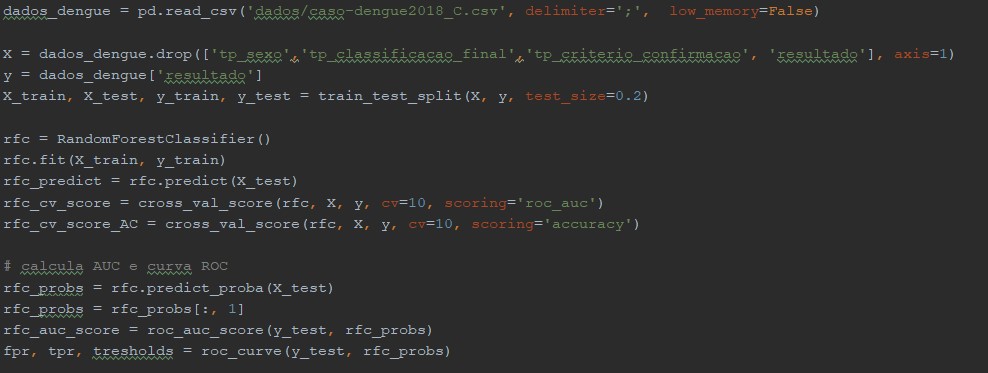 dados_dengue = pd.read_csv('dados/caso-dengue2018_C.csv', delimiter=';',  low_memory=False)
X = dados_dengue.drop(['tp_sexo','tp_classificacao_final','tp_criterio_confirmacao', 'resultado'], axis=1)
y = dados_dengue['resultado']
X_train, X_test, y_train, y_test = train_test_split(X, y, test_size=0.2)
rfc = RandomForestClassifier()
rfc.fit(X_train, y_train)
rfc_predict = rfc.predict(X_test)
rfc_cv_score = cross_val_score(rfc, X, y, cv=10, scoring='roc_auc')
rfc_cv_score_AC = cross_val_score(rfc, X, y, cv=10, scoring='accuracy')
# calcula AUC e curva ROC
rfc_probs = rfc.predict_proba(X_test)
rfc_probs = rfc_probs[:, 1]
rfc_auc_score = roc_auc_score(y_test, rfc_probs)
fpr, tpr, tresholds = roc_curve(y_test, rfc_probs)